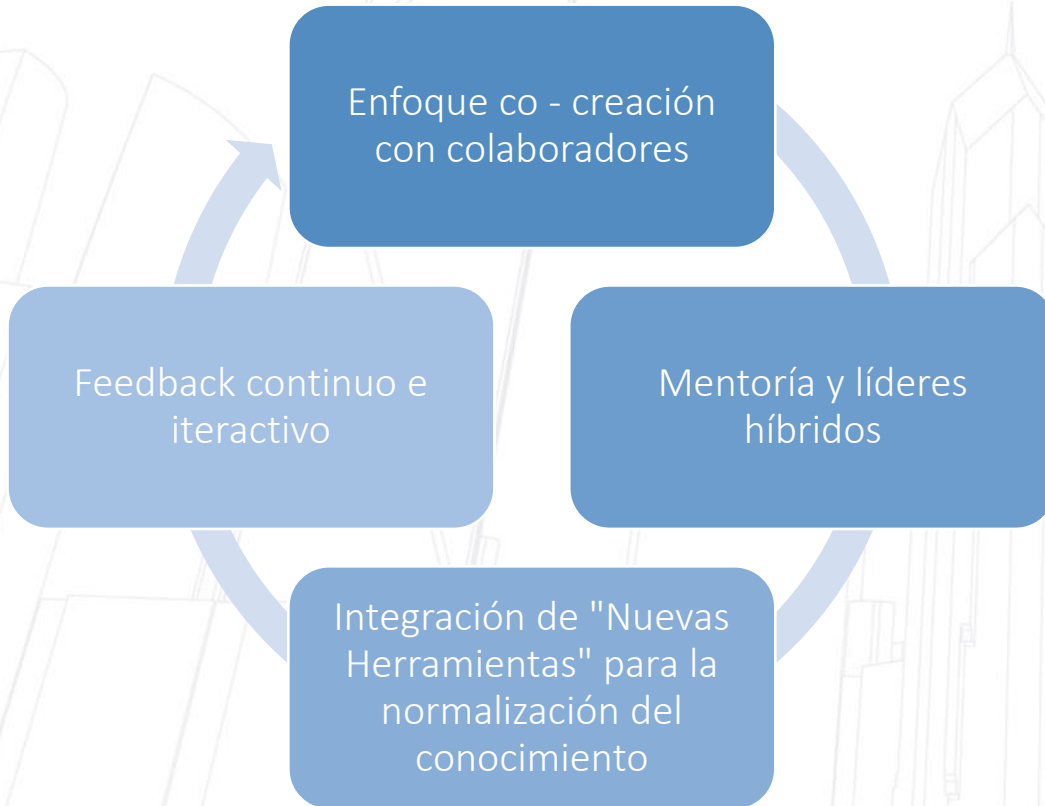 Enfoque co - creación
con colaboradores
Mentoría y líderes
híbridos
Integración de "Nuevas
Herramientas" para la
normalización del
conocimiento
Feedback continuo e
iteractivo